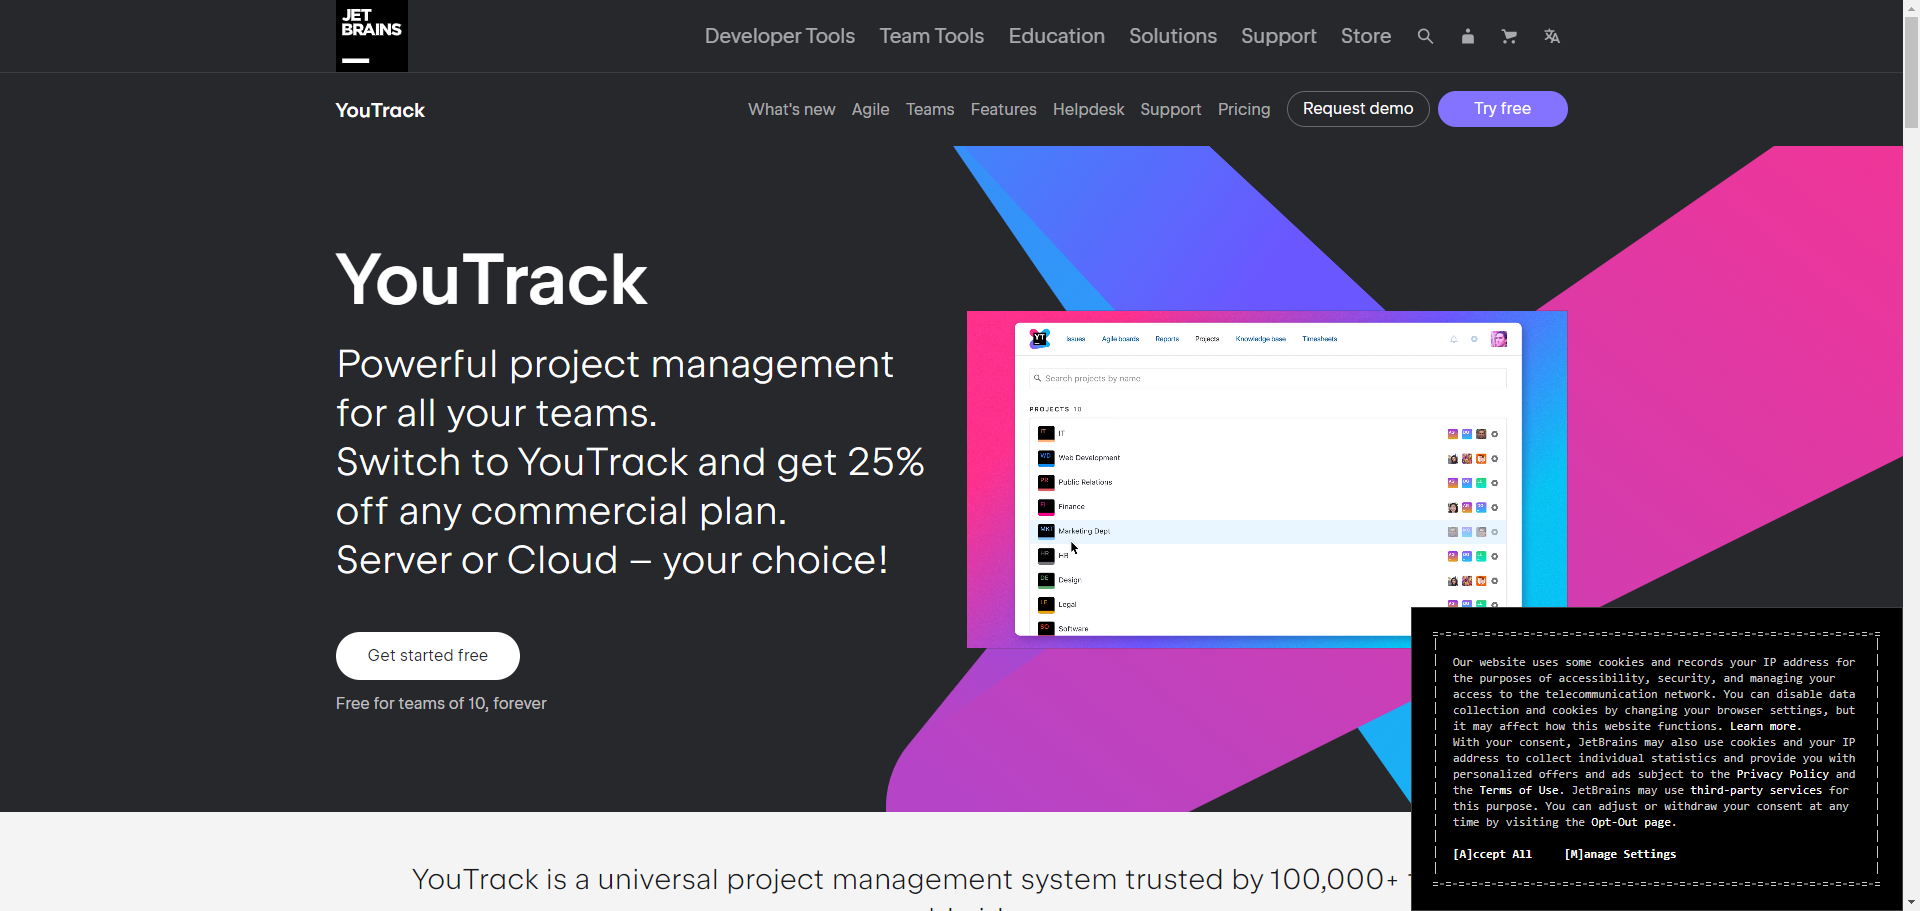 JET
BRAINS
Developer Tools Team Tools Education Solutions Support Store
YouTrack
What's new Agile Teams Features Helpdesk Support Pricing Request demo Try free
YouTrack
Powerful project management
for all your teams.
Switch to YouTrack and get 25%
off any commercial plan.
Server or Cloud – your choice!
Get started free
Free for teams of 10, forever
YT Issues Agile boards Reports Projects Knowledge base Timesheets
Search projects by name
PROJECTS 10
IT IT
WD Web Development
PR Public Relations
FI Finance
MKT Marketing Dept
HR HR
DE Design
LE Legal
SO Software
Our website uses some cookies and records your IP address for
the purposes of accessibility, security, and managing your
access to the telecommunication network. You can disable data
collection and cookies by changing your browser settings, but
it may affect how this website functions. Learn more.
With your consent, JetBrains may also use cookies and your IP
address to collect individual statistics and provide you with
personalized offers and ads subject to the Privacy Policy and
the Terms of Use. JetBrains may use third-party services for
this purpose. You can adjust or withdraw your consent at any
time by visiting the Opt-Out page.
[A]ccept All [M]anage Settings
YouTrack is a universal project management system trusted by 100,000+